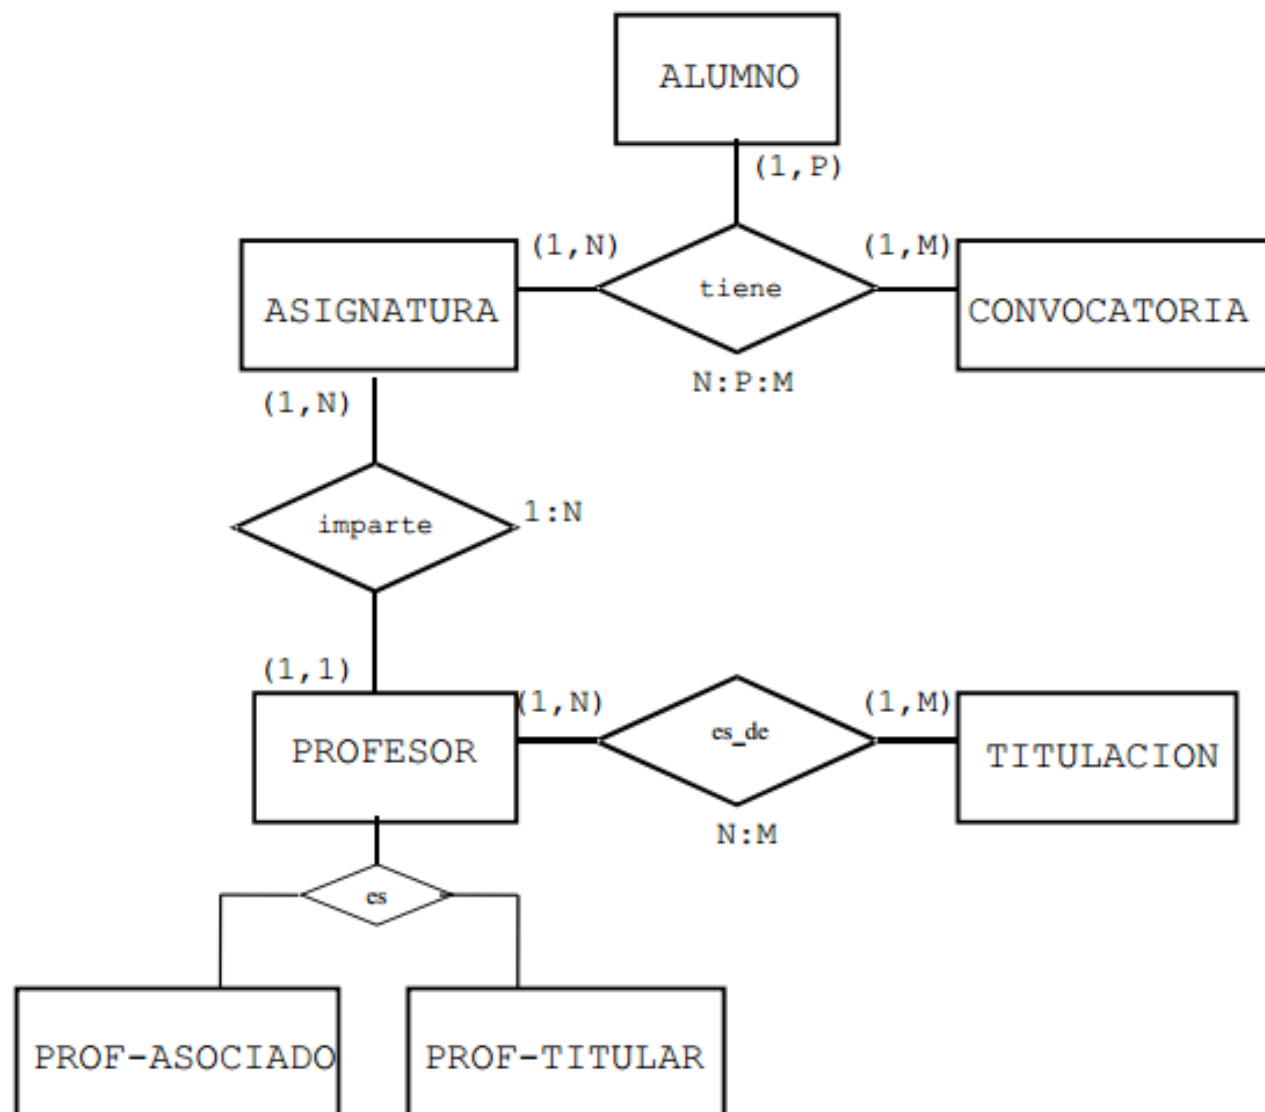 ALUMNO
(1,P)
(1,N)
(1,M)
ASIGNATURA
tiene
CONVOCATORIA
N:P:M
(1,N)
imparte
1:N
(1,1)
PROFESOR
(1,N)
es_de
(1,M)
TITULACION
N:M
es
PROF-ASOCIADO
PROF-TITULAR